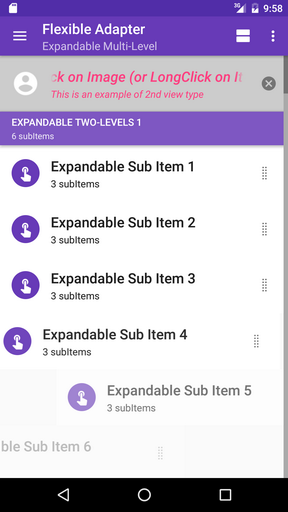 3G 9:58
Flexible Adapter
Expandable Multi-Level
ck on Image (or LongClick on It
This is an example of 2nd view type
EXPANDABLE TWO-LEVELS 1
6 subItems
Expandable Sub Item 1
3 subItems
Expandable Sub Item 2
3 subItems
Expandable Sub Item 3
3 subItems
Expandable Sub Item 4
3 subItems
Expandable Sub Item 5
3 subItems
ble Sub Item 6